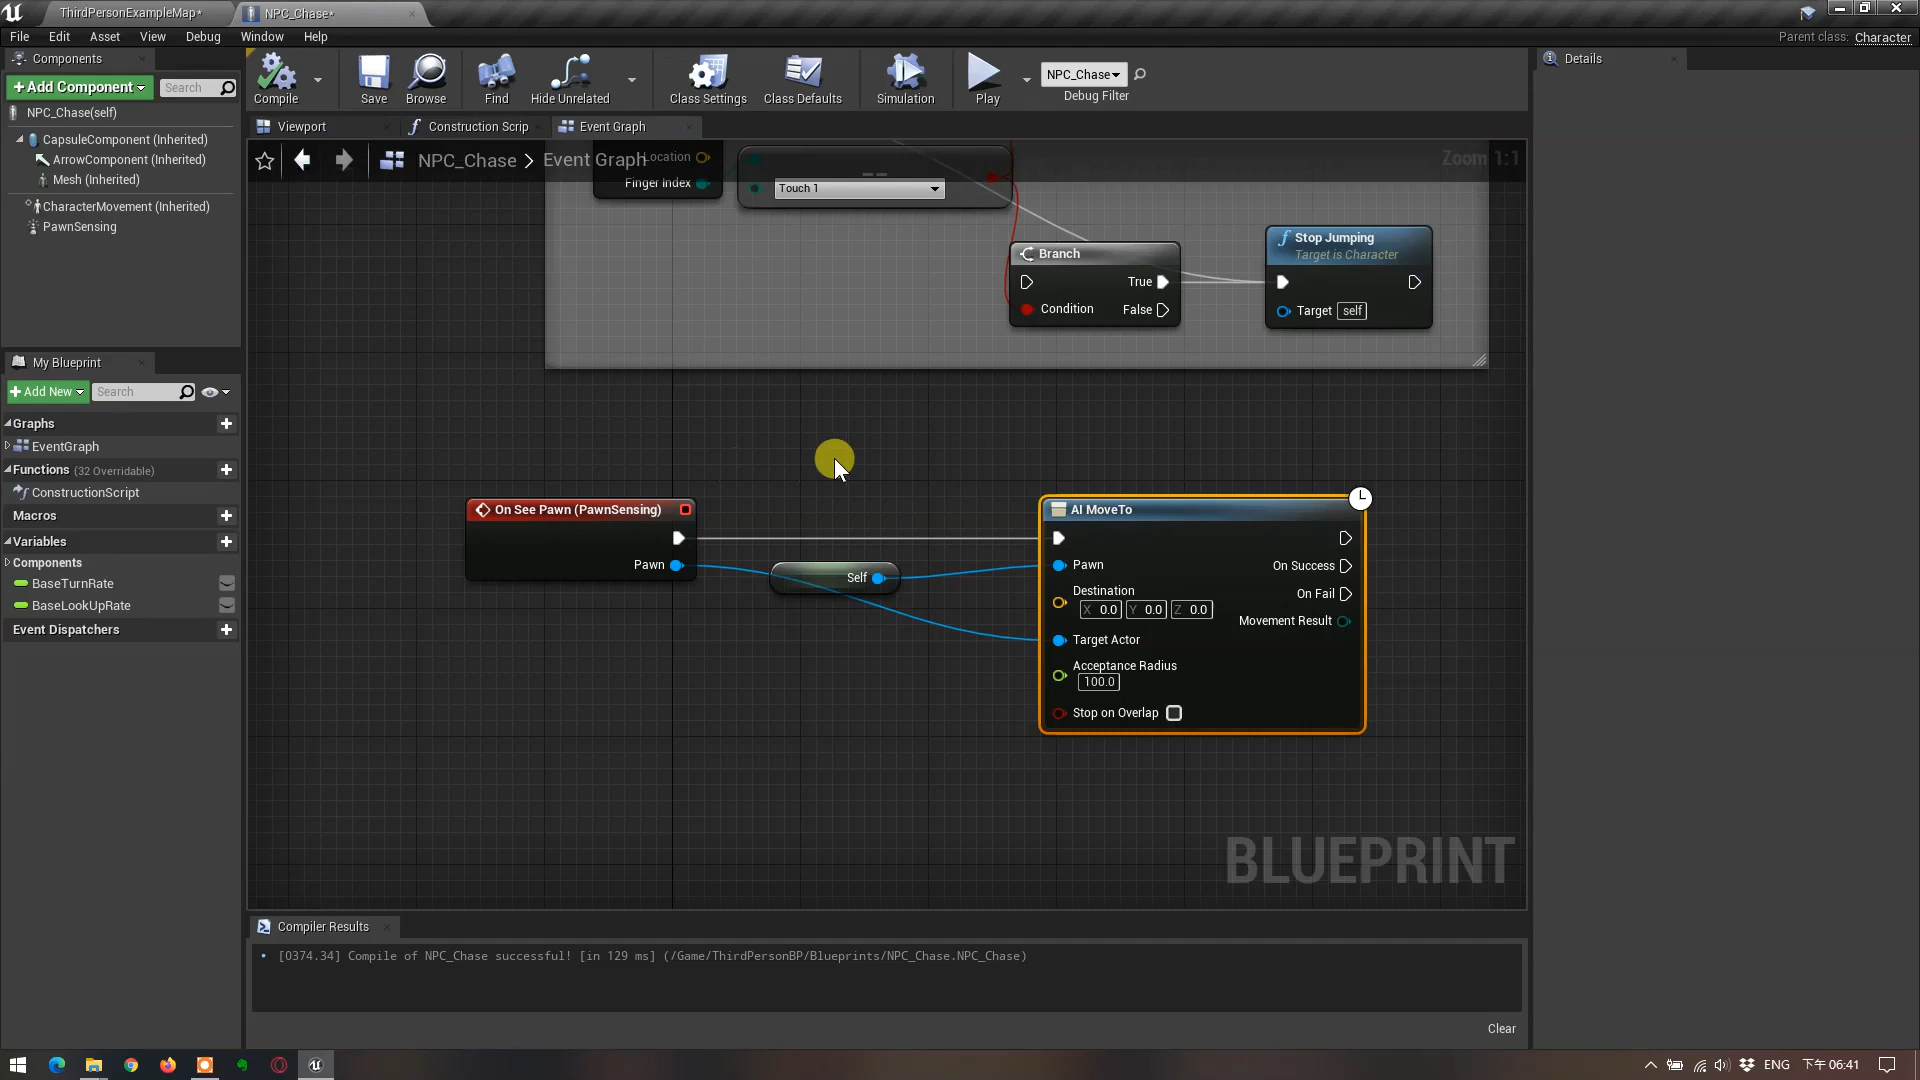 ThirdPersonExampleMap*
NPC_Chase*
File Edit Asset View Debug Window Help
Parent class: Character
Components
+Add Component
Search
NPC_Chase(self)
CapsuleComponent (Inherited)
ArrowComponent (Inherited)
Mesh (Inherited)
CharacterMovement (Inherited)
PawnSensing
Compile
Save
Browse
Find
Hide Unrelated
Class Settings
Class Defaults
Simulation
Play
NPC_Chase
Debug Filter
Details
Viewport
Construction Scrip
Event Graph
NPC_Chase > Event Graph
Zoom 1:1
Location
Finger Index
==
Touch 1
Branch
True
Condition
False
Stop Jumping
Target is Character
Target self
My Blueprint
+Add New
Search
Graphs
EventGraph
Functions (32 Overridable)
ConstructionScript
Macros
Variables
Components
BaseTurnRate
BaseLookUpRate
Event Dispatchers
On See Pawn (PawnSensing)
Pawn
Self
AI MoveTo
Pawn
On Success
Destination
X 0.0 Y 0.0 Z 0.0
On Fail
Movement Result
Target Actor
Acceptance Radius
100.0
Stop on Overlap
BLUEPRINT
Compiler Results
[0374.34] Compile of NPC_Chase successful! [in 129 ms] (/Game/ThirdPersonBP/Blueprints/NPC_Chase.NPC_Chase)
Clear
ENG
下午 06:41